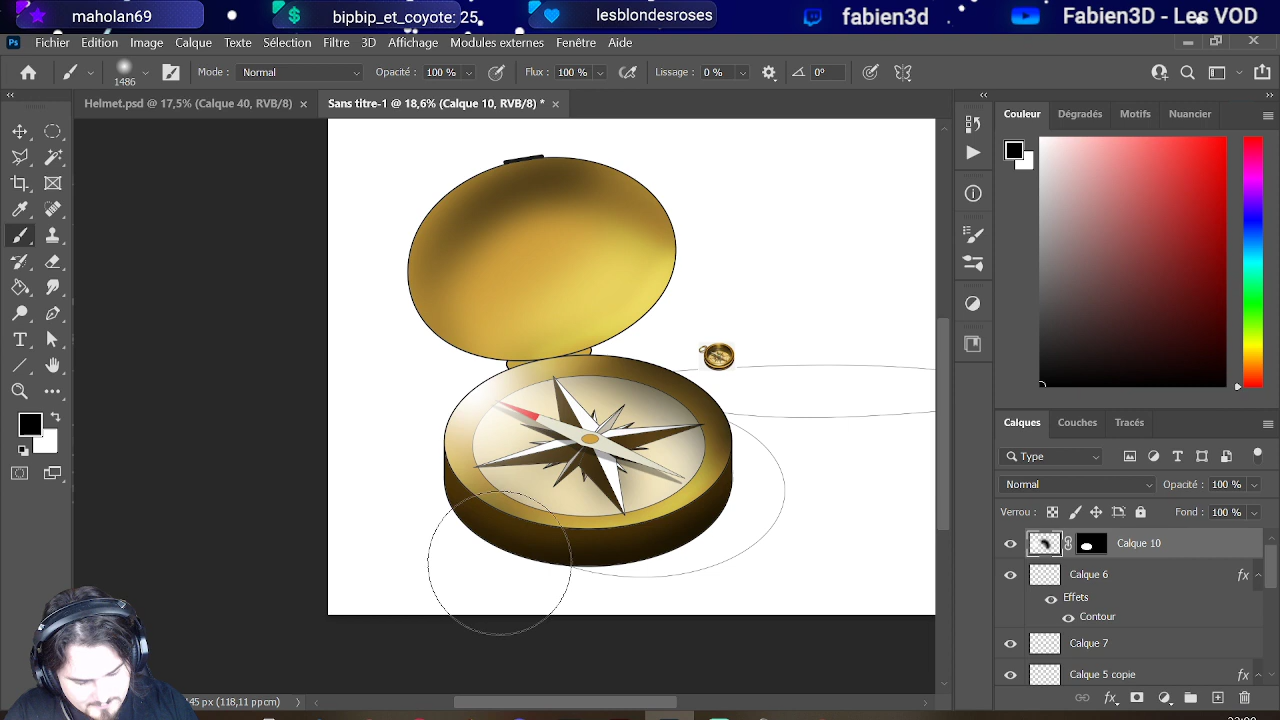 maholan69
$
bipbip_et_coyote: 25
lesblondesroses
fabien3d
Fabien3D - Les VOD
Ps
Fichier Edition Image Calque Texte Sélection Filtre 3D Affichage Modules externes Fenêtre Aide
1486
Mode : Normal
Opacité : 100 %
Flux : 100 %
Lissage : 0 %
0°
Helmet.psd @ 17,5% (Calque 40, RVB/8)
Sans titre-1 @ 18,6% (Calque 10, RVB/8) *
Couleur Dégradés Motifs Nuancier
Calques Couches Tracés
Type
Normal
Opacité : 100 %
Verrou :
Fond : 100 %
Calque 10
Calque 6
fx
Effets
Contour
Calque 7
Calque 5 copie
fx
45 px (118,11 ppcm)
fx